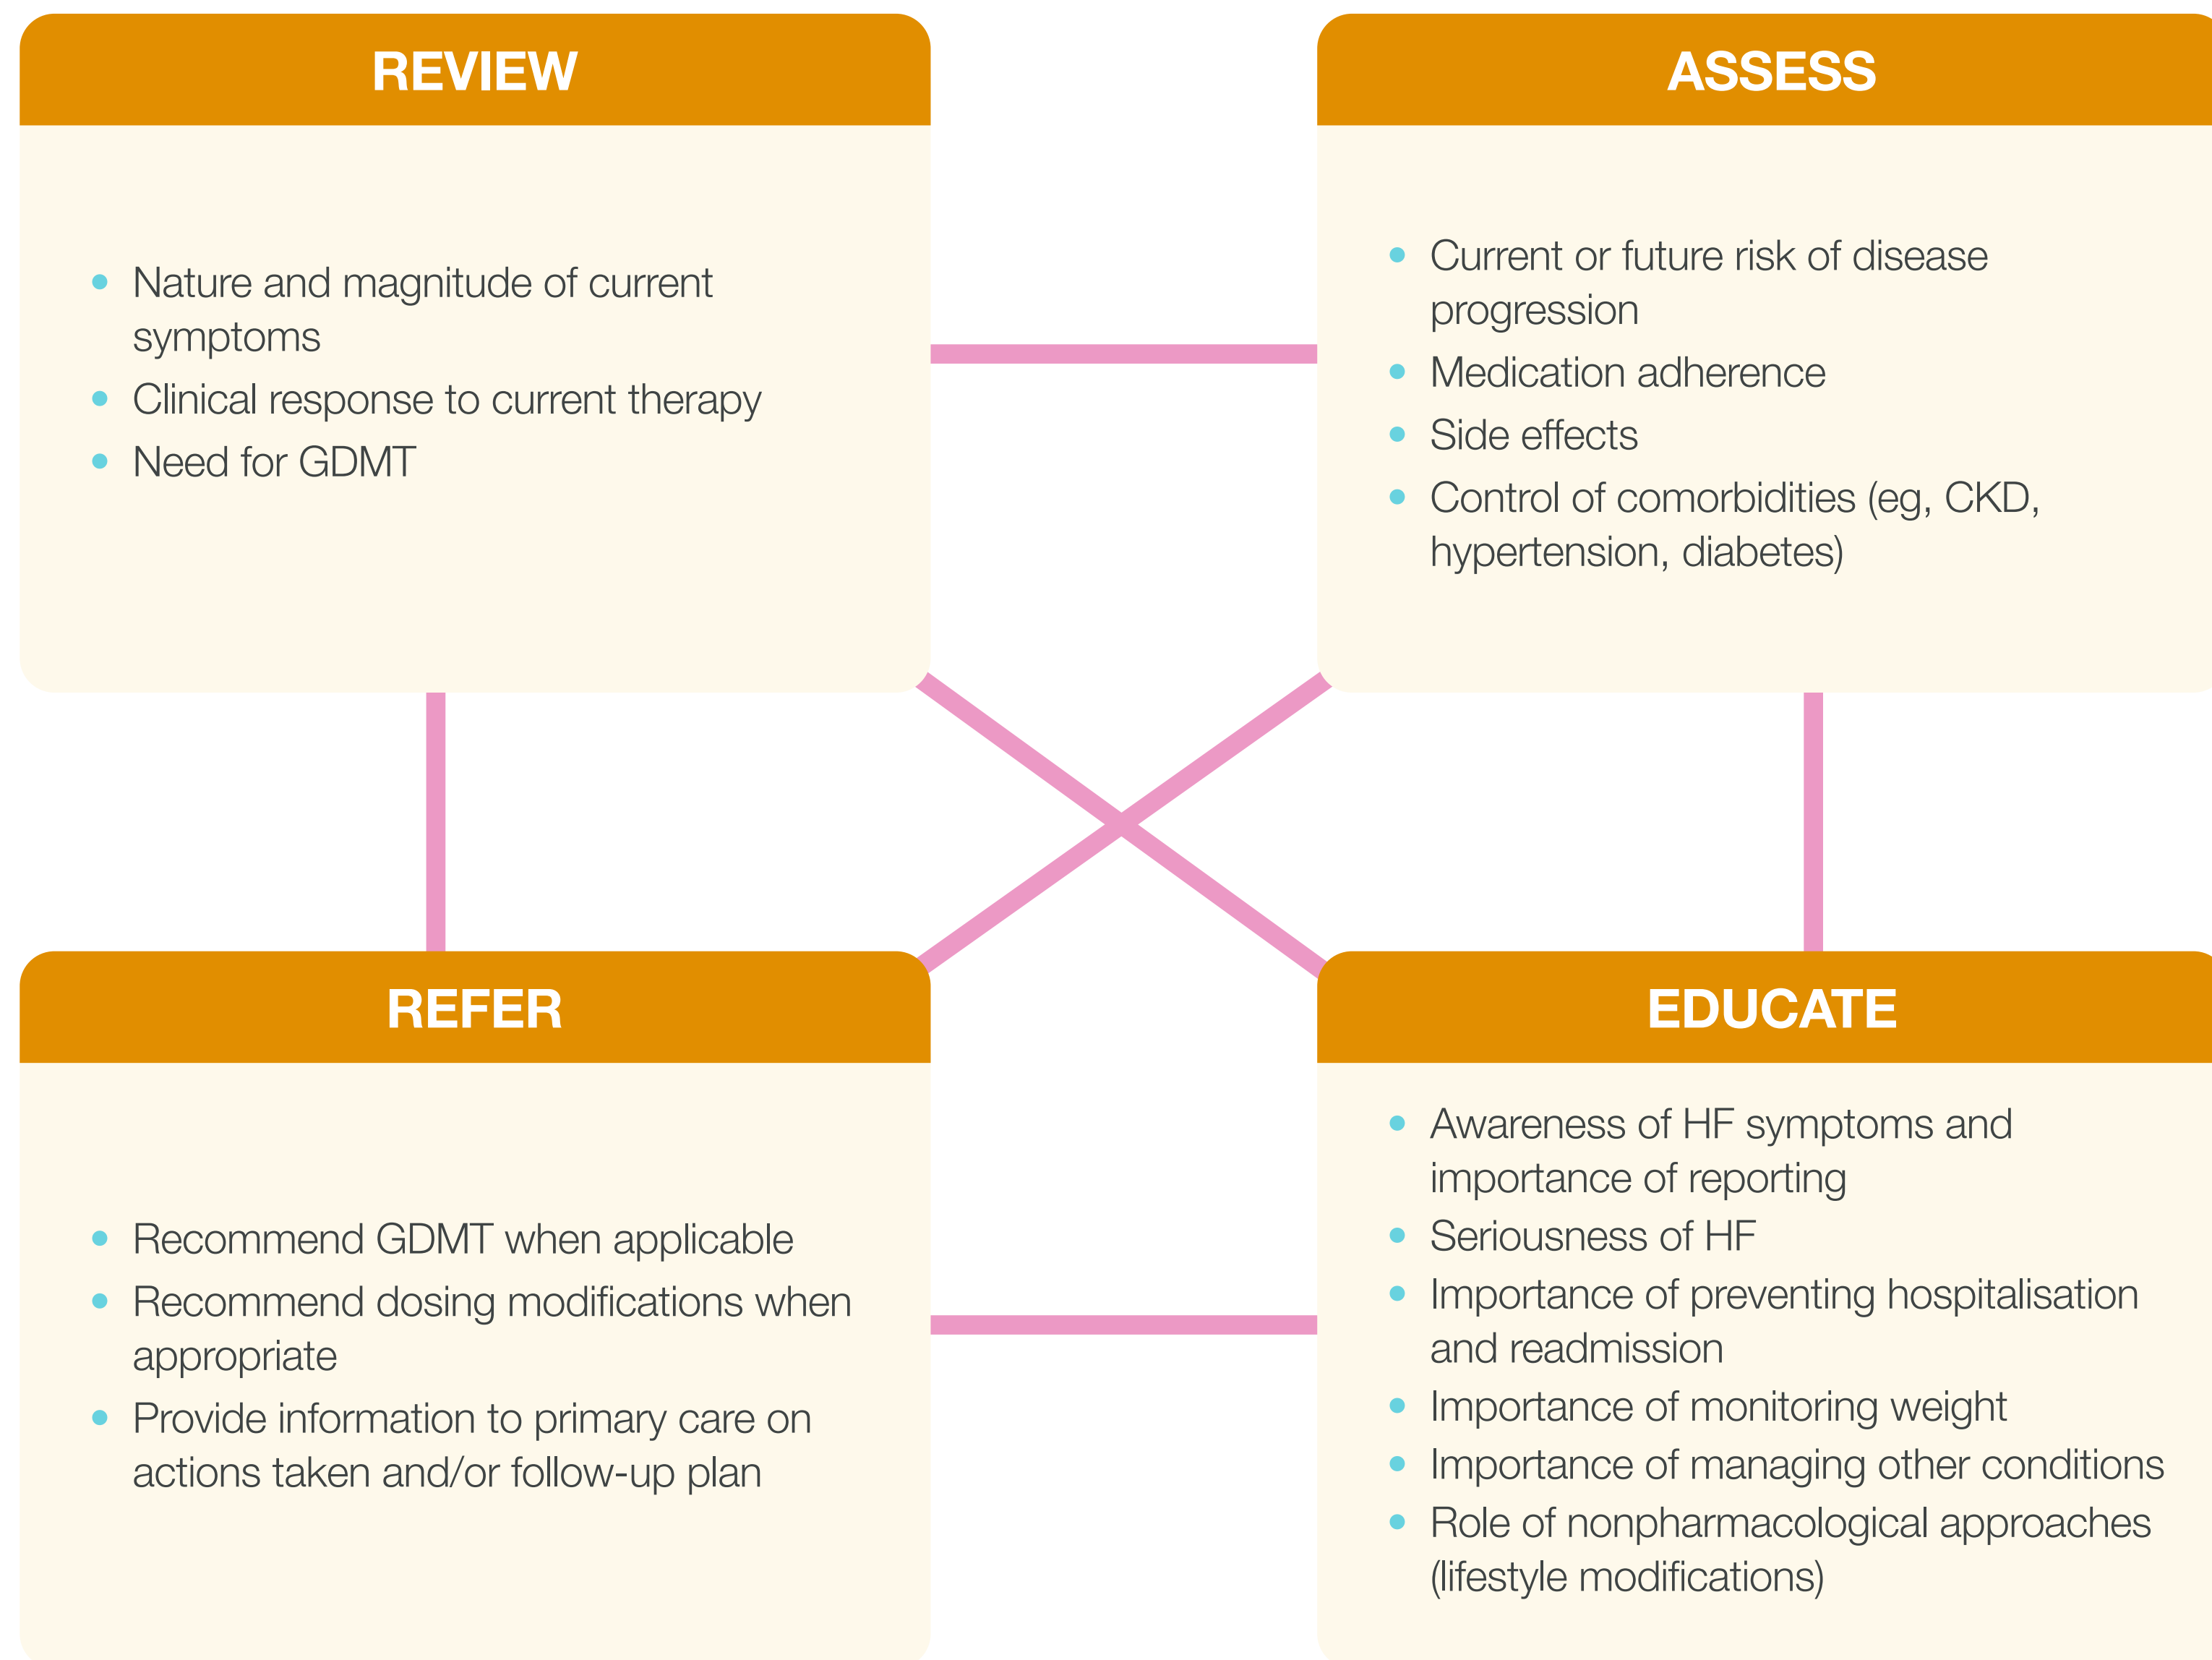 REVIEW
• Nature and magnitude of current
symptoms
• Clinical response to current therapy
• Need for GDMT
ASSESS
• Current or future risk of disease
progression
• Medication adherence
• Side effects
• Control of comorbidities (eg, CKD,
hypertension, diabetes)
REFER
• Recommend GDMT when applicable
• Recommend dosing modifications when
appropriate
• Provide information to primary care on
actions taken and/or follow-up plan
EDUCATE
• Awareness of HF symptoms and
importance of reporting
• Seriousness of HF
• Importance of preventing hospitalisation
and readmission
• Importance of monitoring weight
• Importance of managing other conditions
• Role of nonpharmacological approaches
(lifestyle modifications)